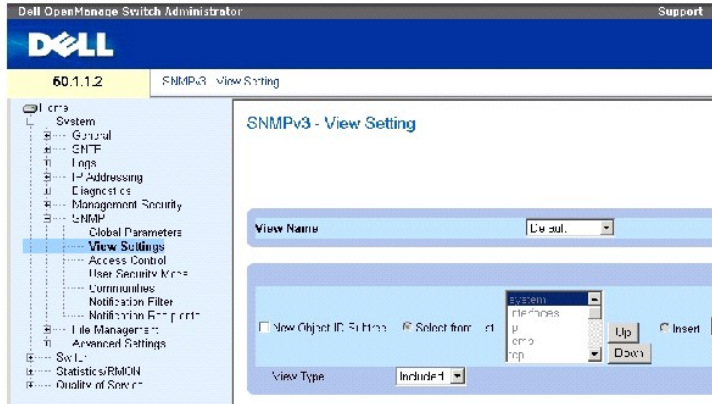 Dell OpenManage Switch Administrator
Support
DELL
60.1.1.2
SNMPv3 - View Setting
Home
System
General
SNTP
Logs
IP Addressing
Diagnostics
Management Security
SNMP
Global Parameters
View Settings
Access Control
User Security Model
Communities
Notification Filter
Notification Recipients
File Management
Advanced Settings
Switch
Statistics/RMON
Quality of Service
SNMPv3 - View Setting
View Name
Default
New Object ID Subtree
Select from List
system
interfaces
ip
icmp
tcp
Up
Down
Insert
View Type
Included